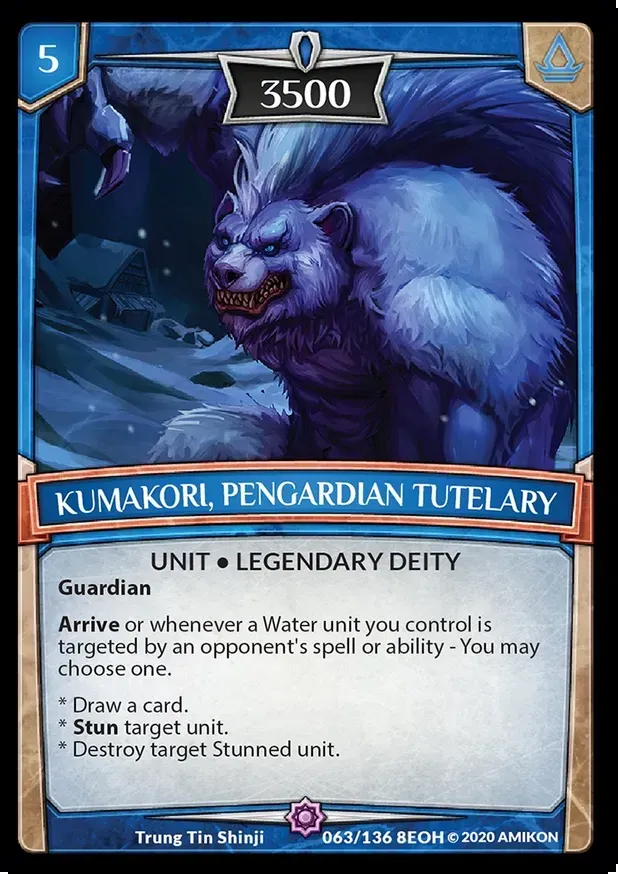 5
3500
KUMAKORI, PENGARDIAN TUTELARY
UNIT ● LEGENDARY DEITY
Guardian
Arrive or whenever a Water unit you control is
targeted by an opponent's spell or ability - You may
choose one.
* Draw a card.
* Stun target unit.
* Destroy target Stunned unit.
Trung Tin Shinji
063/136 8EOH © 2020 AMIKON